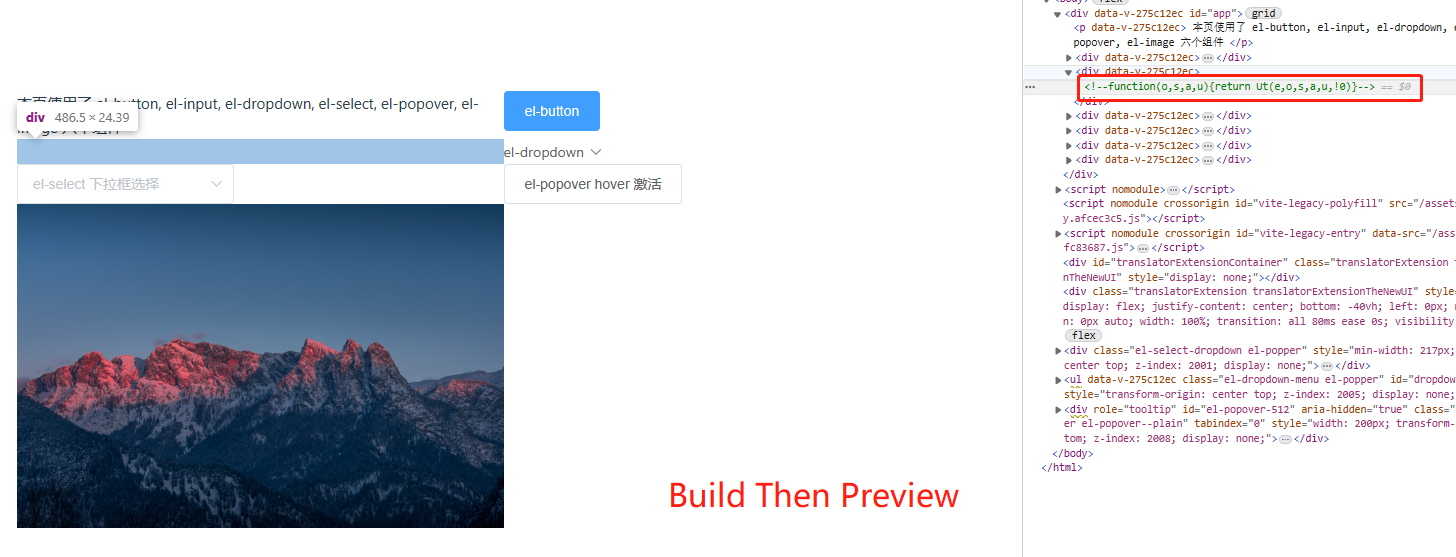 本页使用了 el-button, el-input, el-dropdown, el-select, el-popover, el-
div 486.5 × 24.39
el-button
el-dropdown
el-select 下拉框选择
el-popover hover 激活
Build Then Preview
</body> flex
▼<div data-v-275c12ec id="app"> grid
<p data-v-275c12ec> 本页使用了 el-button, el-input, el-dropdown,
popover, el-image 六个组件 </p>
▶<div data-v-275c12ec>…</div>
▼<div data-v-275c12ec>
… <!--function(o,s,a,u){return Ut(e,o,s,a,u,!0)}--> == $0
</div>
▶<div data-v-275c12ec>…</div>
▶<div data-v-275c12ec>…</div>
▶<div data-v-275c12ec>…</div>
▶<div data-v-275c12ec>…</div>
</div>
▶<script nomodule>…</script>
<script nomodule crossorigin id="vite-legacy-polyfill" src="/asset
y.afcec3c5.js"></script>
▶<script nomodule crossorigin id="vite-legacy-entry" data-src="/ass
fc83687.js">…</script>
<div id="translatorExtensionContainer" class="translatorExtension
nTheNewUI" style="display: none;"></div>
<div class="translatorExtension translatorExtensionTheNewUI" style=
display: flex; justify-content: center; bottom: -40vh; left: 0px;
n: 0px auto; width: 100%; transition: all 80ms ease 0s; visibility
flex
▶<div class="el-select-dropdown el-popper" style="min-width: 217px;
center top; z-index: 2001; display: none;">…</div>
▶<ul data-v-275c12ec class="el-dropdown-menu el-popper" id="dropdow
style="transform-origin: center top; z-index: 2005; display: none;
▶<div role="tooltip" id="el-popover-512" aria-hidden="true" class=
er el-popover--plain" tabindex="0" style="width: 200px; transform-
tom; z-index: 2008; display: none;">…</div>
</body>
</html>